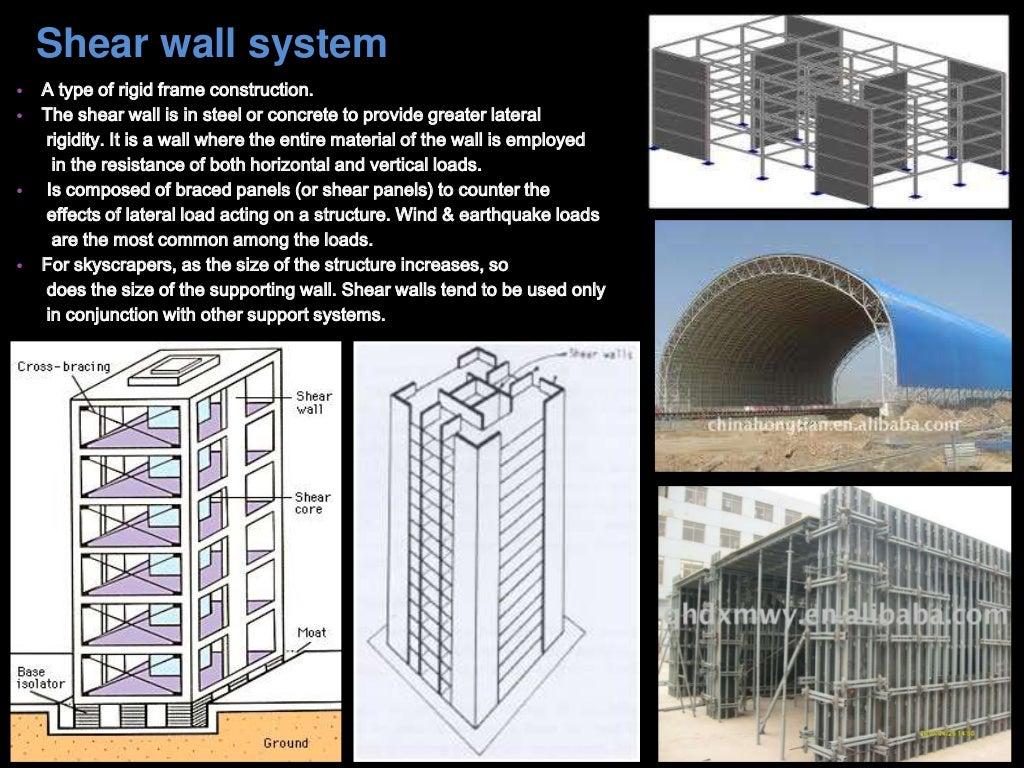 Shear wall system
• A type of rigid frame construction.
• The shear wall is in steel or concrete to provide greater lateral
rigidity. It is a wall where the entire material of the wall is employed
in the resistance of both horizontal and vertical loads.
• Is composed of braced panels (or shear panels) to counter the
effects of lateral load acting on a structure. Wind & earthquake loads
are the most common among the loads.
• For skyscrapers, as the size of the structure increases, so
does the size of the supporting wall. Shear walls tend to be used only
in conjunction with other support systems.
Cross-bracing
Shear
wall
Shear
core
Moat
Base
isolator
Ground
Shear walls
chinahongtian.en.alibaba.com
hdxmwy.en.alibaba.com